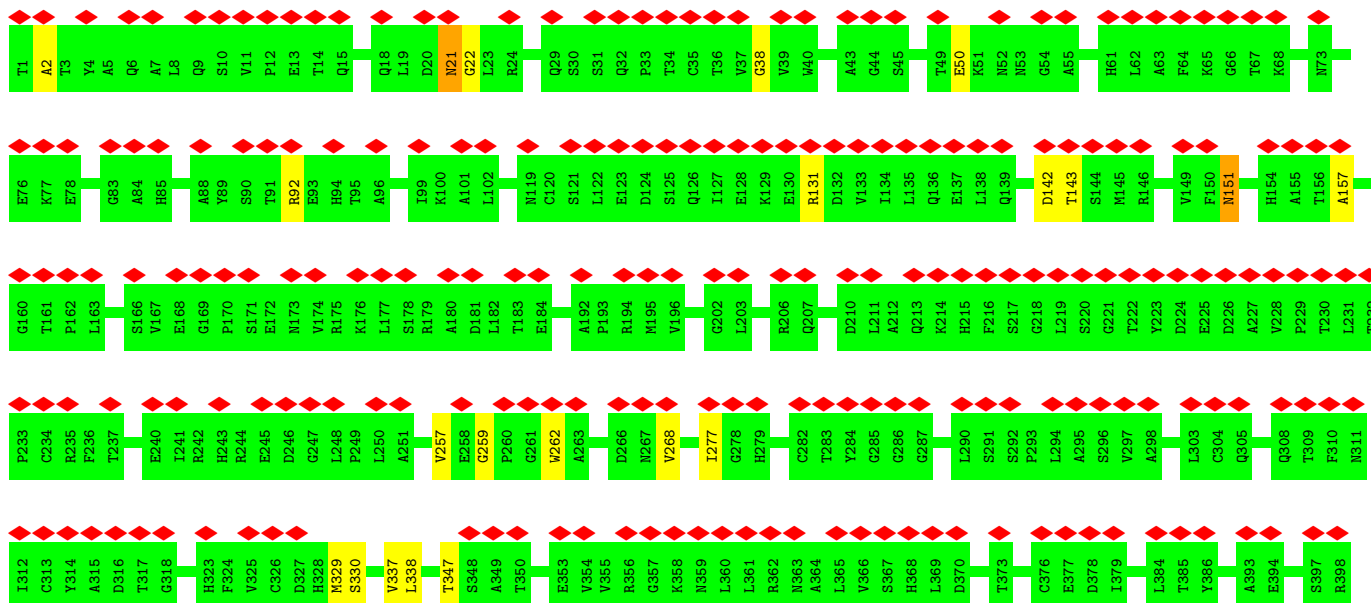 T1 A2 T3 Y4 A5 Q6 A7 L8 Q9 S10 V11 P12 E13 T14 Q15 Q18 L19 D20 N21 G22 L23 R24 Q29 S30 S31 Q32 P33 T34 C35 T36 V37 G38 V39 W40 A43 G44 S45 T49 E50 K51 N52 N53 G54 A55 H61 L62 A63 F64 K65 G66 T67 K68 N73
E76 K77 E78 G83 A84 H85 A88 Y89 S90 T91 R92 E93 H94 T95 A96 I99 K100 A101 L102 N119 C120 S121 L122 E123 D124 S125 Q126 I127 E128 K129 E130 R131 D132 V133 I134 L135 Q136 E137 L138 Q139 D142 T143 S144 M145 R146 V149 F150 N151 H154 A155 T156 A157
G160 T161 P162 L163 S166 V167 E168 G169 P170 S171 E172 N173 V174 R175 K176 L177 S178 R179 A180 D181 L182 T183 E184 A192 P193 R194 M195 V196 G202 L203 R206 Q207 D210 L211 A212 Q213 K214 H215 F216 S217 G218 L219 S220 G221 T222 Y223 D224 E225 D226 A227 V228 P229 T230 L231
P233 C234 R235 F236 T237 E240 I241 R242 H243 R244 E245 D246 G247 L248 P249 L250 A251 V257 E258 G259 P260 G261 W262 A263 D266 N267 V268 I277 G278 H279 C282 T283 Y284 G285 G286 G287 L290 S291 S292 P293 L294 A295 S296 V297 A298 L303 C304 Q305 Q308 T309 F310 N311
I312 C313 Y314 A315 D316 T317 G318 H323 F324 V325 C326 D327 H328 M329 S330 V337 L338 T347 S348 A349 T350 E353 V354 V355 R356 G357 K358 N359 L360 L361 R362 N363 A364 L365 V366 S367 H368 L369 D370 T373 C376 E377 D378 I379 L384 T385 Y386 A393 E394 S397 R398